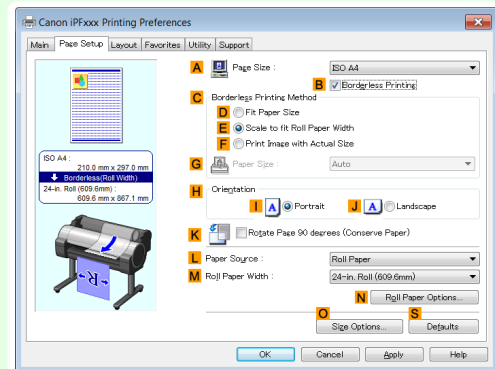 Canon iPFxxx Printing Preferences
Main Page Setup Layout Favorites Utility Support
A Page Size : ISO A4
B Borderless Printing
C Borderless Printing Method
D Fit Paper Size
E Scale to fit Roll Paper Width
F Print Image with Actual Size
G Paper Size : Auto
ISO A4 :
210.0 mm x 297.0 mm
Borderless(Roll Width)
24-in. Roll (609.6mm) :
609.6 mm x 867.1 mm
H Orientation
I A Portrait J A Landscape
K Rotate Page 90 degrees (Conserve Paper)
L Paper Source : Roll Paper
M Roll Paper Width : 24-in. Roll (609.6mm)
R
N Roll Paper Options...
O S
Size Options... Defaults
OK Cancel Apply Help